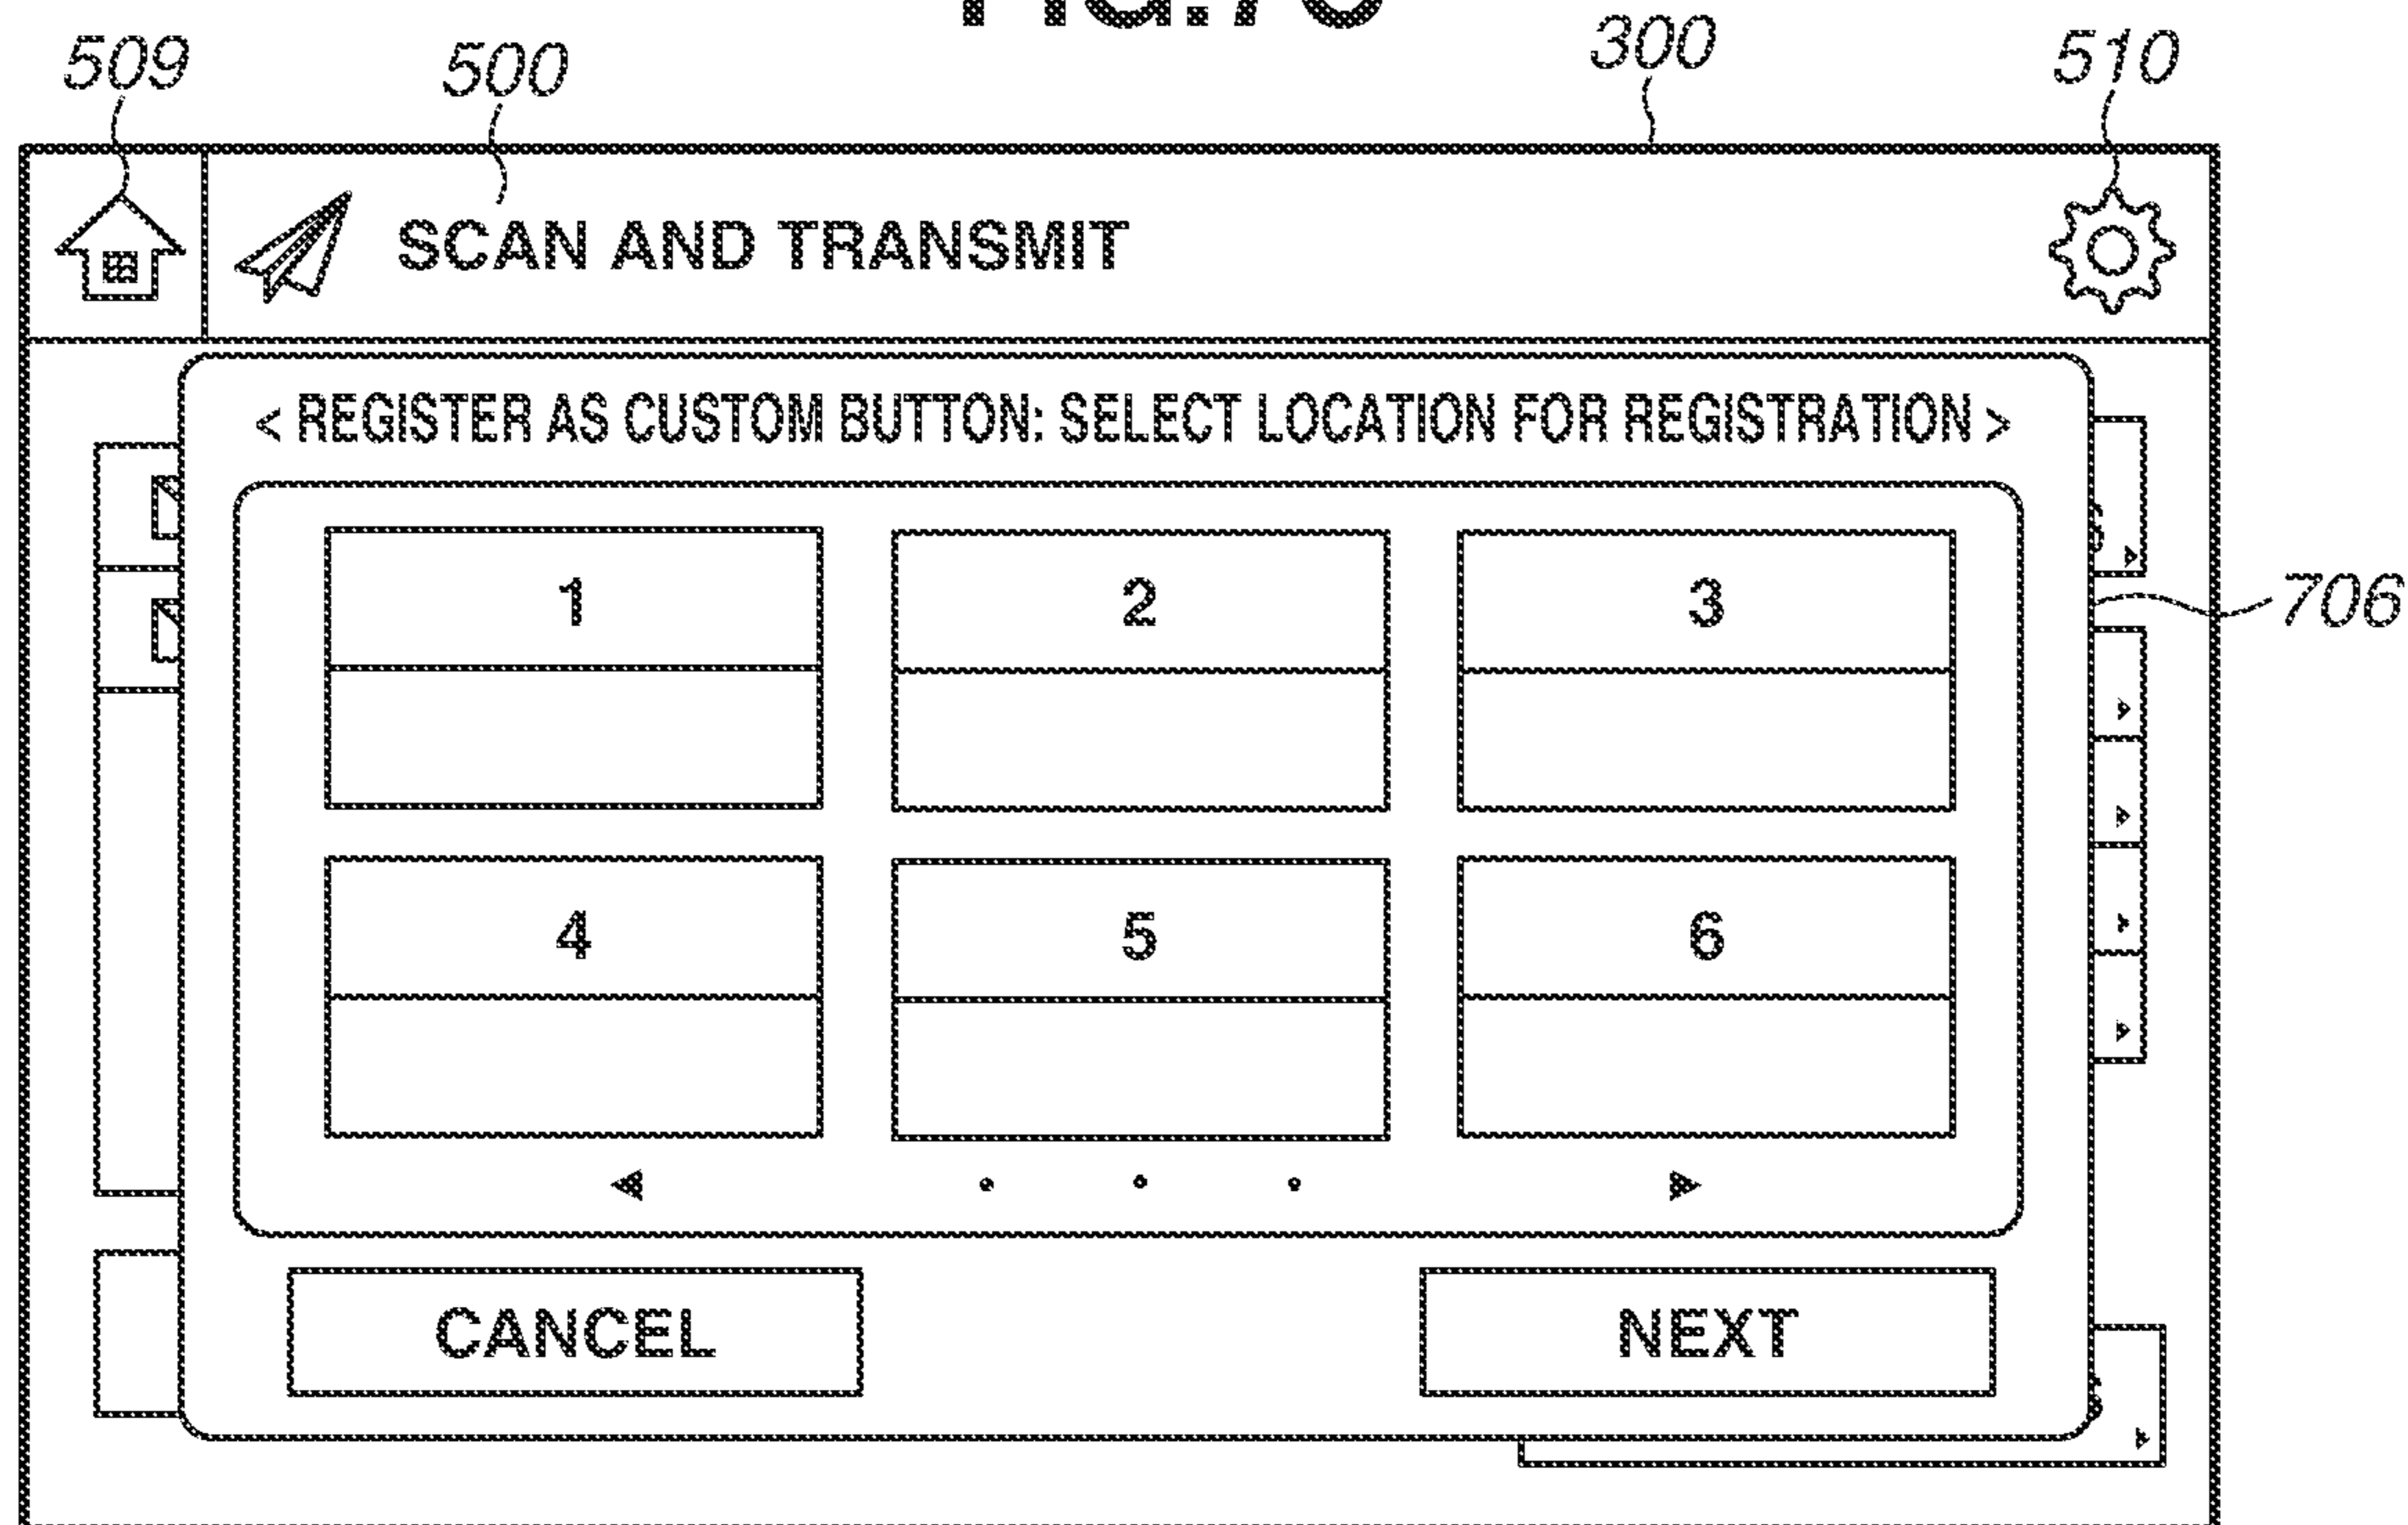 509 500 300 510
SCAN AND TRANSMIT
< REGISTER AS CUSTOM BUTTON: SELECT LOCATION FOR REGISTRATION >
1 2 3
706
4 5 6
CANCEL NEXT